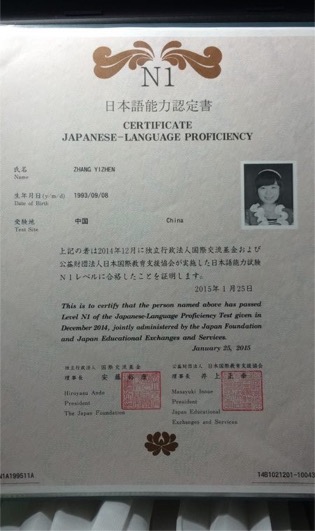 N1
日本語能力認定書
CERTIFICATE
JAPANESE-LANGUAGE PROFICIENCY
氏名 ZHANG YIZHEN
Name
生年月日(y/m/d) 1993/09/08
Date of Birth
受験地 中国 China
Test Site
上記の者は2014年12月に独立行政法人国際交流基金および
公益財団法人日本国際教育支援協会が実施した日本語能力試験
N1レベルに合格したことを証明します。
2015年 1月25日
This is to certify that the person named above has passed
Level N1 of the Japanese-Language Proficiency Test given in
December 2014, jointly administered by the Japan Foundation
and Japan Educational Exchanges and Services.
January 25, 2015
独立行政法人 国際交流基金
理事長 安藤裕康
Hiroyasu Ando
President
The Japan Foundation
公益財団法人 日本国際教育支援協会
理事長 井上正幸
Masayuki Inoue
President
Japan Educational
Exchanges and Services
N1A199511A
14B1021201-10043